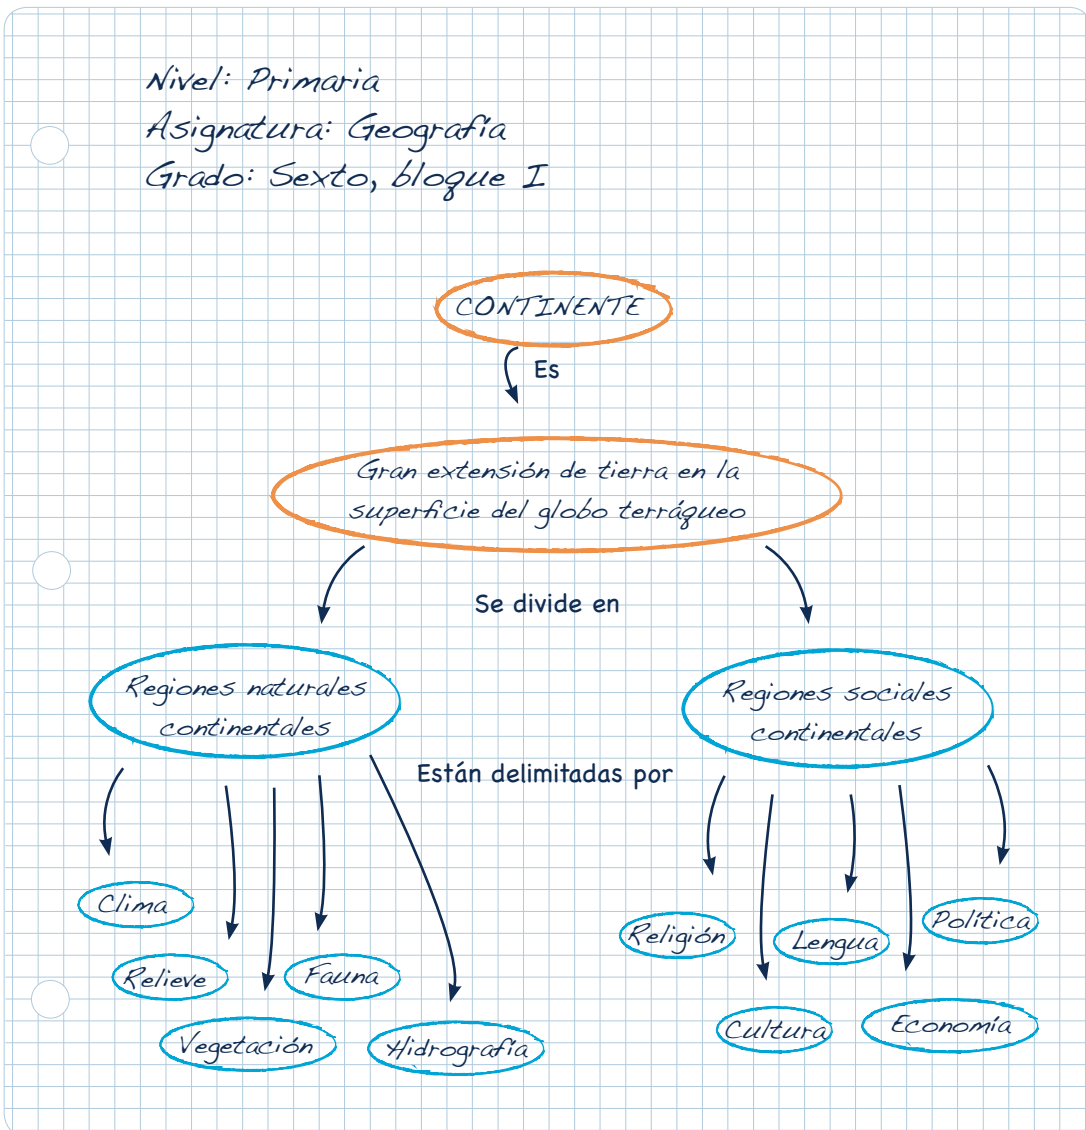 Nivel: Primaria
Asignatura: Geografía
Grado: Sexto, bloque I
CONTINENTE
Es
Gran extensión de tierra en la
superficie del globo terráqueo
Se divide en
Regiones naturales
continentales
Regiones sociales
continentales
Están delimitadas por
Clima
Relieve
Vegetación
Fauna
Hidrografía
Religión
Cultura
Lengua
Economía
Política